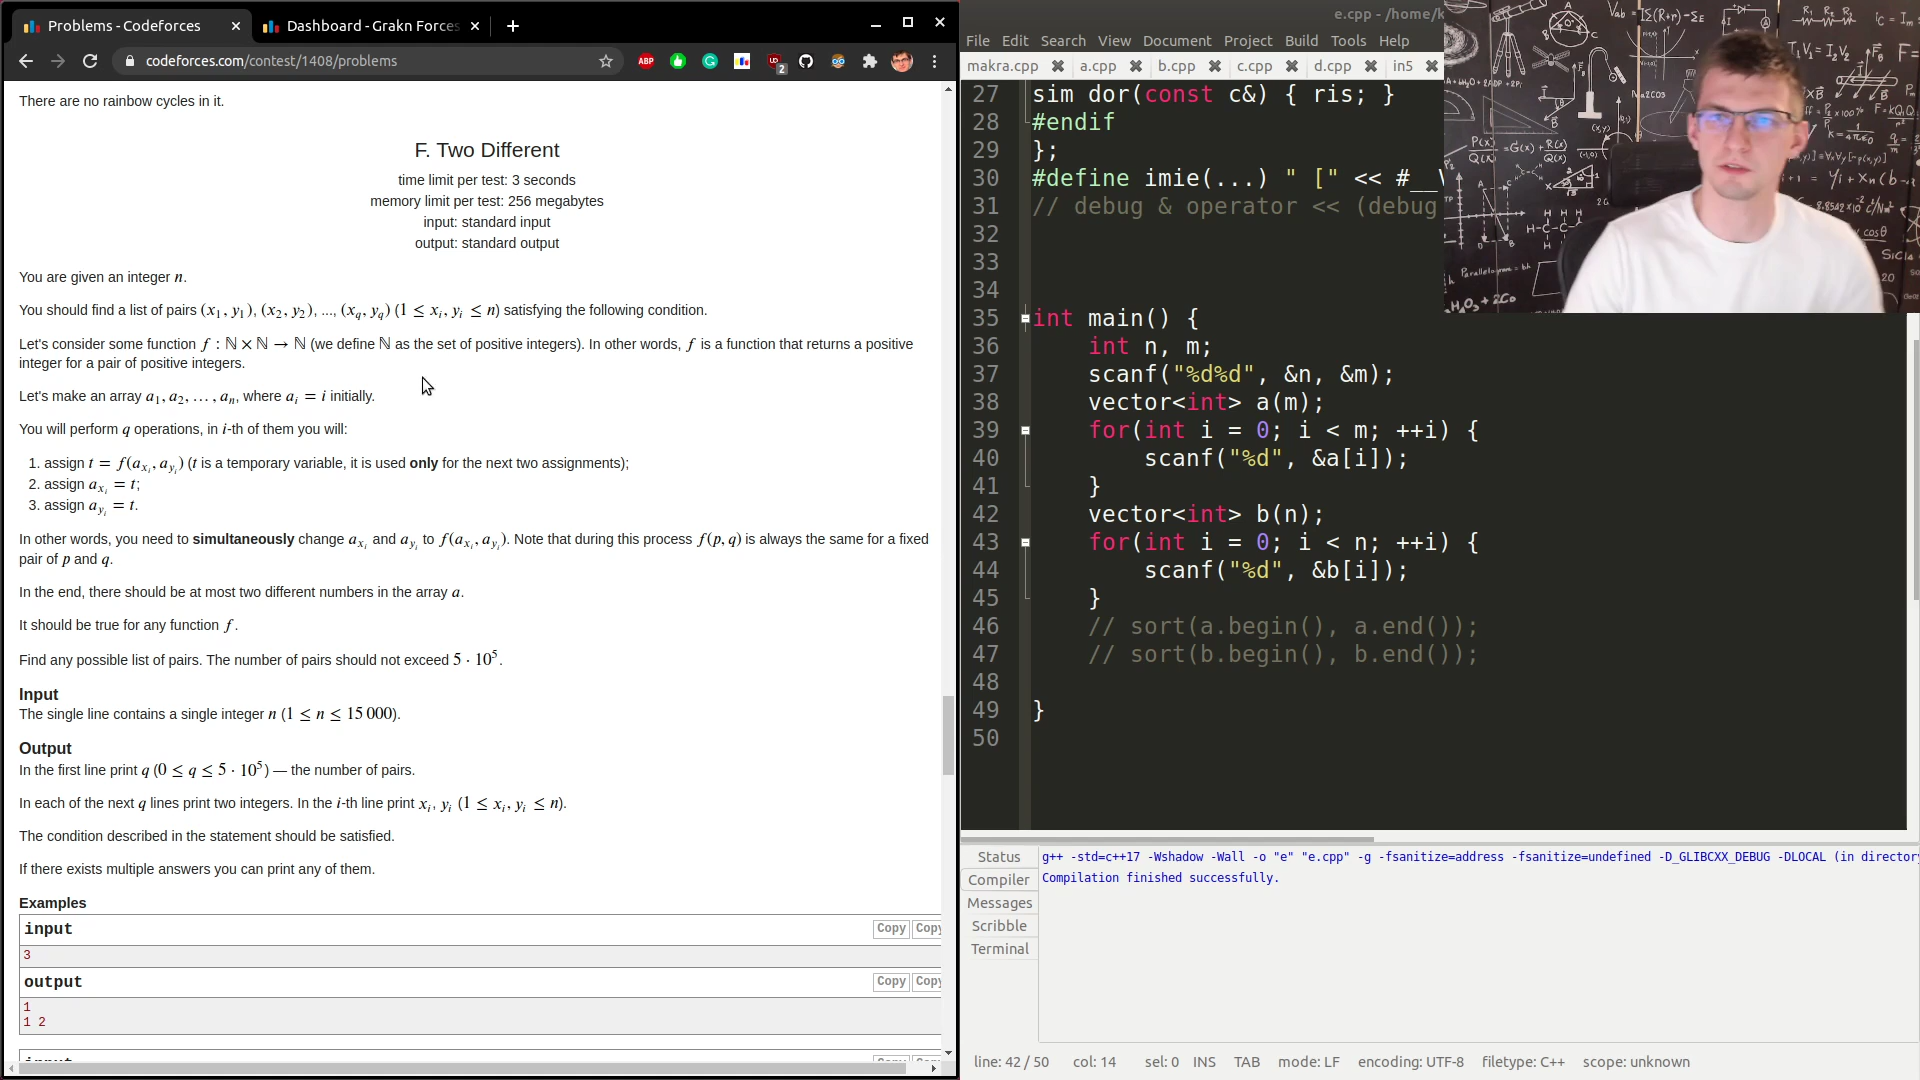 Problems - Codeforces
Dashboard - Grakn Forces
codeforces.com/contest/1408/problems
ABP
2
There are no rainbow cycles in it.
F. Two Different
time limit per test: 3 seconds
memory limit per test: 256 megabytes
input: standard input
output: standard output
You are given an integer n.
You should find a list of pairs (x1, y1), (x2, y2), ..., (xq, yq) (1 ≤ xi, yi ≤ n) satisfying the following condition.
Let's consider some function f : ℕ × ℕ → ℕ (we define ℕ as the set of positive integers). In other words, f is a function that returns a positive
integer for a pair of positive integers.
Let's make an array a1, a2, … , an, where ai = i initially.
You will perform q operations, in i-th of them you will:
1. assign t = f(axi, ayi) (t is a temporary variable, it is used only for the next two assignments);
2. assign axi = t;
3. assign ayi = t.
In other words, you need to simultaneously change axi and ayi to f(axi, ayi). Note that during this process f(p, q) is always the same for a fixed
pair of p and q.
In the end, there should be at most two different numbers in the array a.
It should be true for any function f.
Find any possible list of pairs. The number of pairs should not exceed 5 · 10^5.
Input
The single line contains a single integer n (1 ≤ n ≤ 15 000).
Output
In the first line print q (0 ≤ q ≤ 5 · 10^5) — the number of pairs.
In each of the next q lines print two integers. In the i-th line print xi, yi (1 ≤ xi, yi ≤ n).
The condition described in the statement should be satisfied.
If there exists multiple answers you can print any of them.
Examples
input
Copy Copy
3
output
Copy Copy
1
1 2
e.cpp - /home/k
File Edit Search View Document Project Build Tools Help
makra.cpp a.cpp b.cpp c.cpp d.cpp in5
27 sim dor(const c&) { ris; }
28 #endif
29 };
30 #define imie(...) " [" << #__V
31 // debug & operator << (debug
32
33
34
35 int main() {
36 int n, m;
37 scanf("%d%d", &n, &m);
38 vector<int> a(m);
39 for(int i = 0; i < m; ++i) {
40 scanf("%d", &a[i]);
41 }
42 vector<int> b(n);
43 for(int i = 0; i < n; ++i) {
44 scanf("%d", &b[i]);
45 }
46 // sort(a.begin(), a.end());
47 // sort(b.begin(), b.end());
48
49 }
50
Status
Compiler
Messages
Scribble
Terminal
g++ -std=c++17 -Wshadow -Wall -o "e" "e.cpp" -g -fsanitize=address -fsanitize=undefined -D_GLIBCXX_DEBUG -DLOCAL (in directory
Compilation finished successfully.
line: 42 / 50 col: 14 sel: 0 INS TAB mode: LF encoding: UTF-8 filetype: C++ scope: unknown